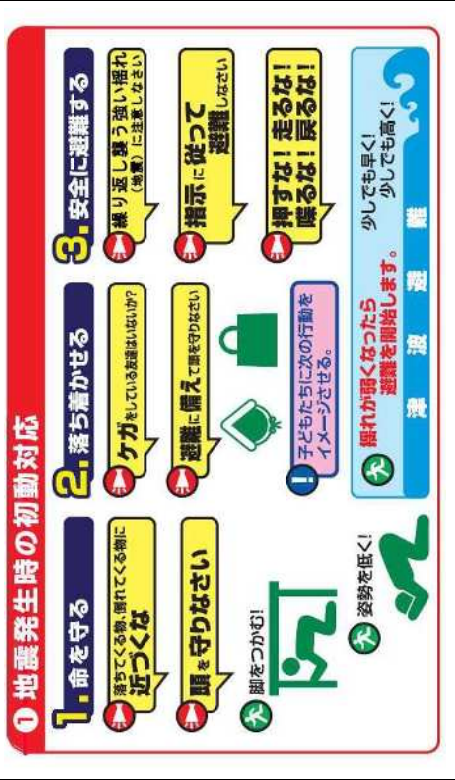 ❶地震発生時の初動対応
1.命を守る
落ちてくる物、倒れてくる物に
近づくな
頭を守りなさい
脚をつかむ!
姿勢を低く!
2.落ち着かせる
ケガをしている友達はいないか?
避難に備えて頭を守りなさい
子どもたちに次の行動を
イメージさせる。
3.安全に避難する
繰り返し襲う強い揺れ
(地震)に注意しなさい
指示に従って
避難しなさい
押すな!走るな!
喋るな!戻るな!
揺れが弱くなったら
避難を開始します。
少しでも早く!
少しでも高く!
津波避難